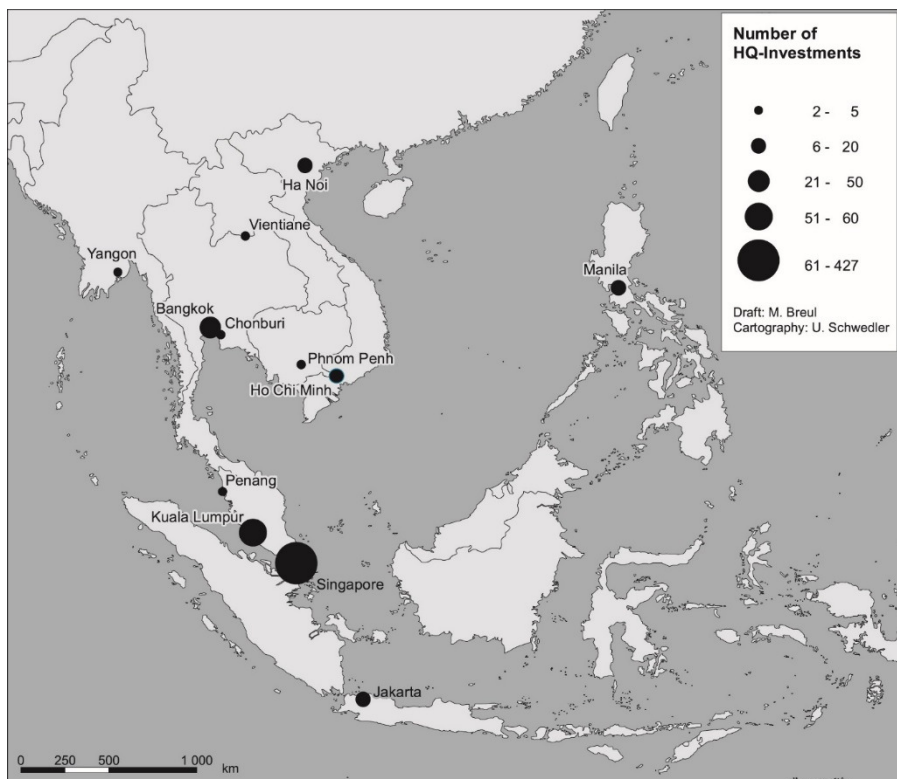 Number of
HQ-Investments
2 - 5
6 - 20
21 - 50
51 - 60
61 - 427
Draft: M. Breul
Cartography: U. Schwedler
Ha Noi
Vientiane
Yangon
Manila
Bangkok
Chonburi
Phnom Penh
Ho Chi Minh
Penang
Kuala Lumpur
Singapore
Jakarta
0 250 500 1 000
km